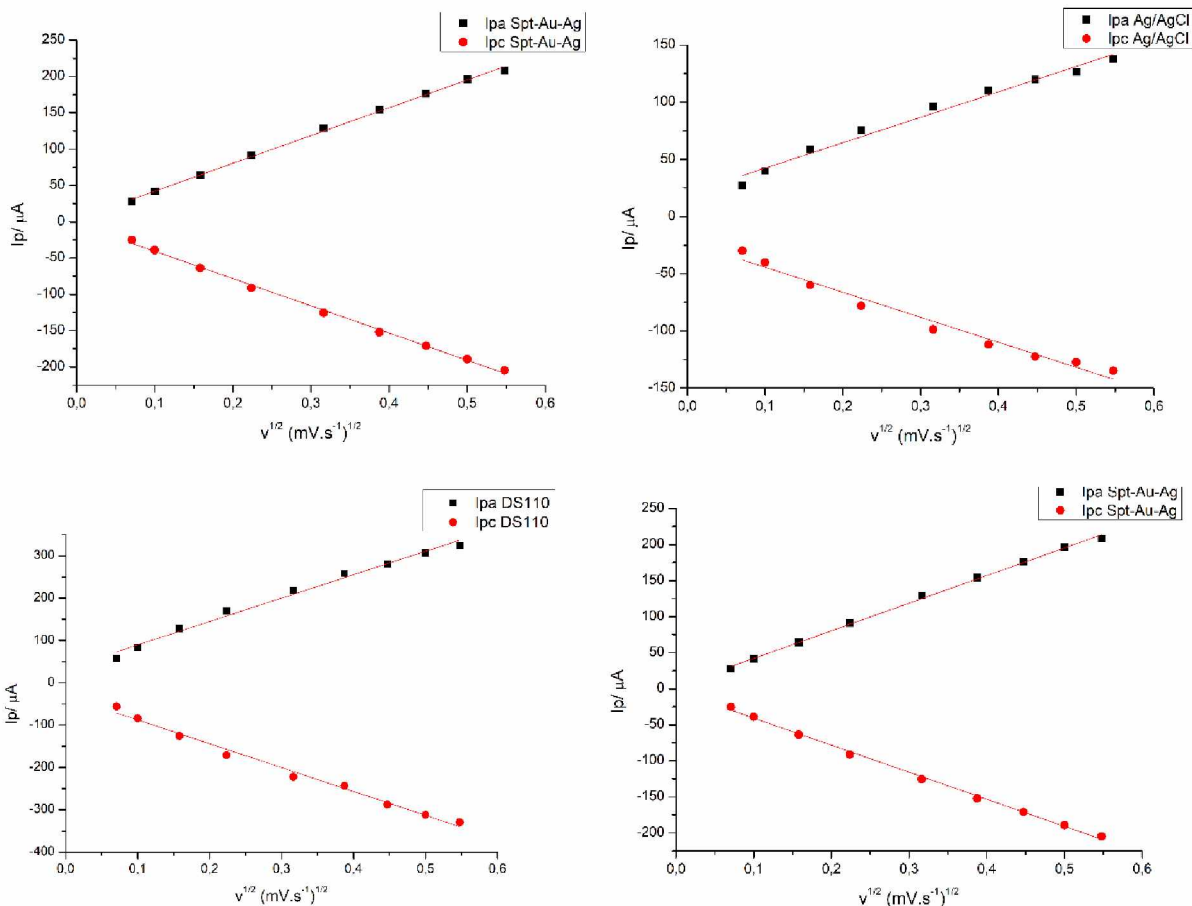 Ipa Spt-Au-Ag
Ipc Spt-Au-Ag
250
200
150
100
50
0
-50
-100
-150
-200
Ip/ μA
0,0 0,1 0,2 0,3 0,4 0,5 0,6
v1/2 (mV.s-1)1/2
Ipa Ag/AgCl
Ipc Ag/AgCl
150
100
50
0
-50
-100
-150
Ip/ μA
0,0 0,1 0,2 0,3 0,4 0,5 0,6
v1/2 (mV.s-1)1/2
Ipa DS110
Ipc DS110
300
200
100
0
-100
-200
-300
-400
Ip/ μA
0,0 0,1 0,2 0,3 0,4 0,5 0,6
v1/2 (mV.s-1)1/2
Ipa Spt-Au-Ag
Ipc Spt-Au-Ag
250
200
150
100
50
0
-50
-100
-150
-200
Ip/ μA
0,0 0,1 0,2 0,3 0,4 0,5 0,6
v1/2 (mV.s-1)1/2